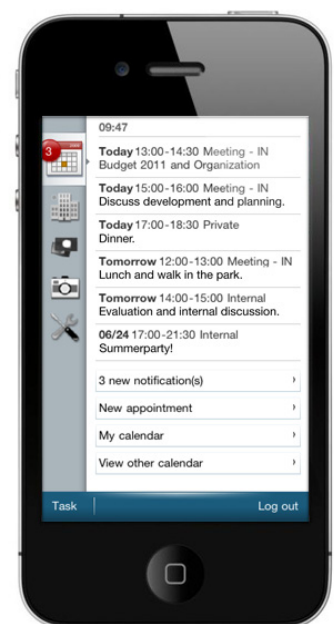 09:47
3
Today 13:00-14:30 Meeting - IN
Budget 2011 and Organization
Today 15:00-16:00 Meeting - IN
Discuss development and planning.
Today 17:00-18:30 Private
Dinner.
Tomorrow 12:00-13:00 Meeting - IN
Lunch and walk in the park.
Tomorrow 14:00-15:00 Internal
Evaluation and internal discussion.
06/24 17:00-21:30 Internal
Summerparty!
3 new notification(s)
New appointment
My calendar
View other calendar
Task
Log out